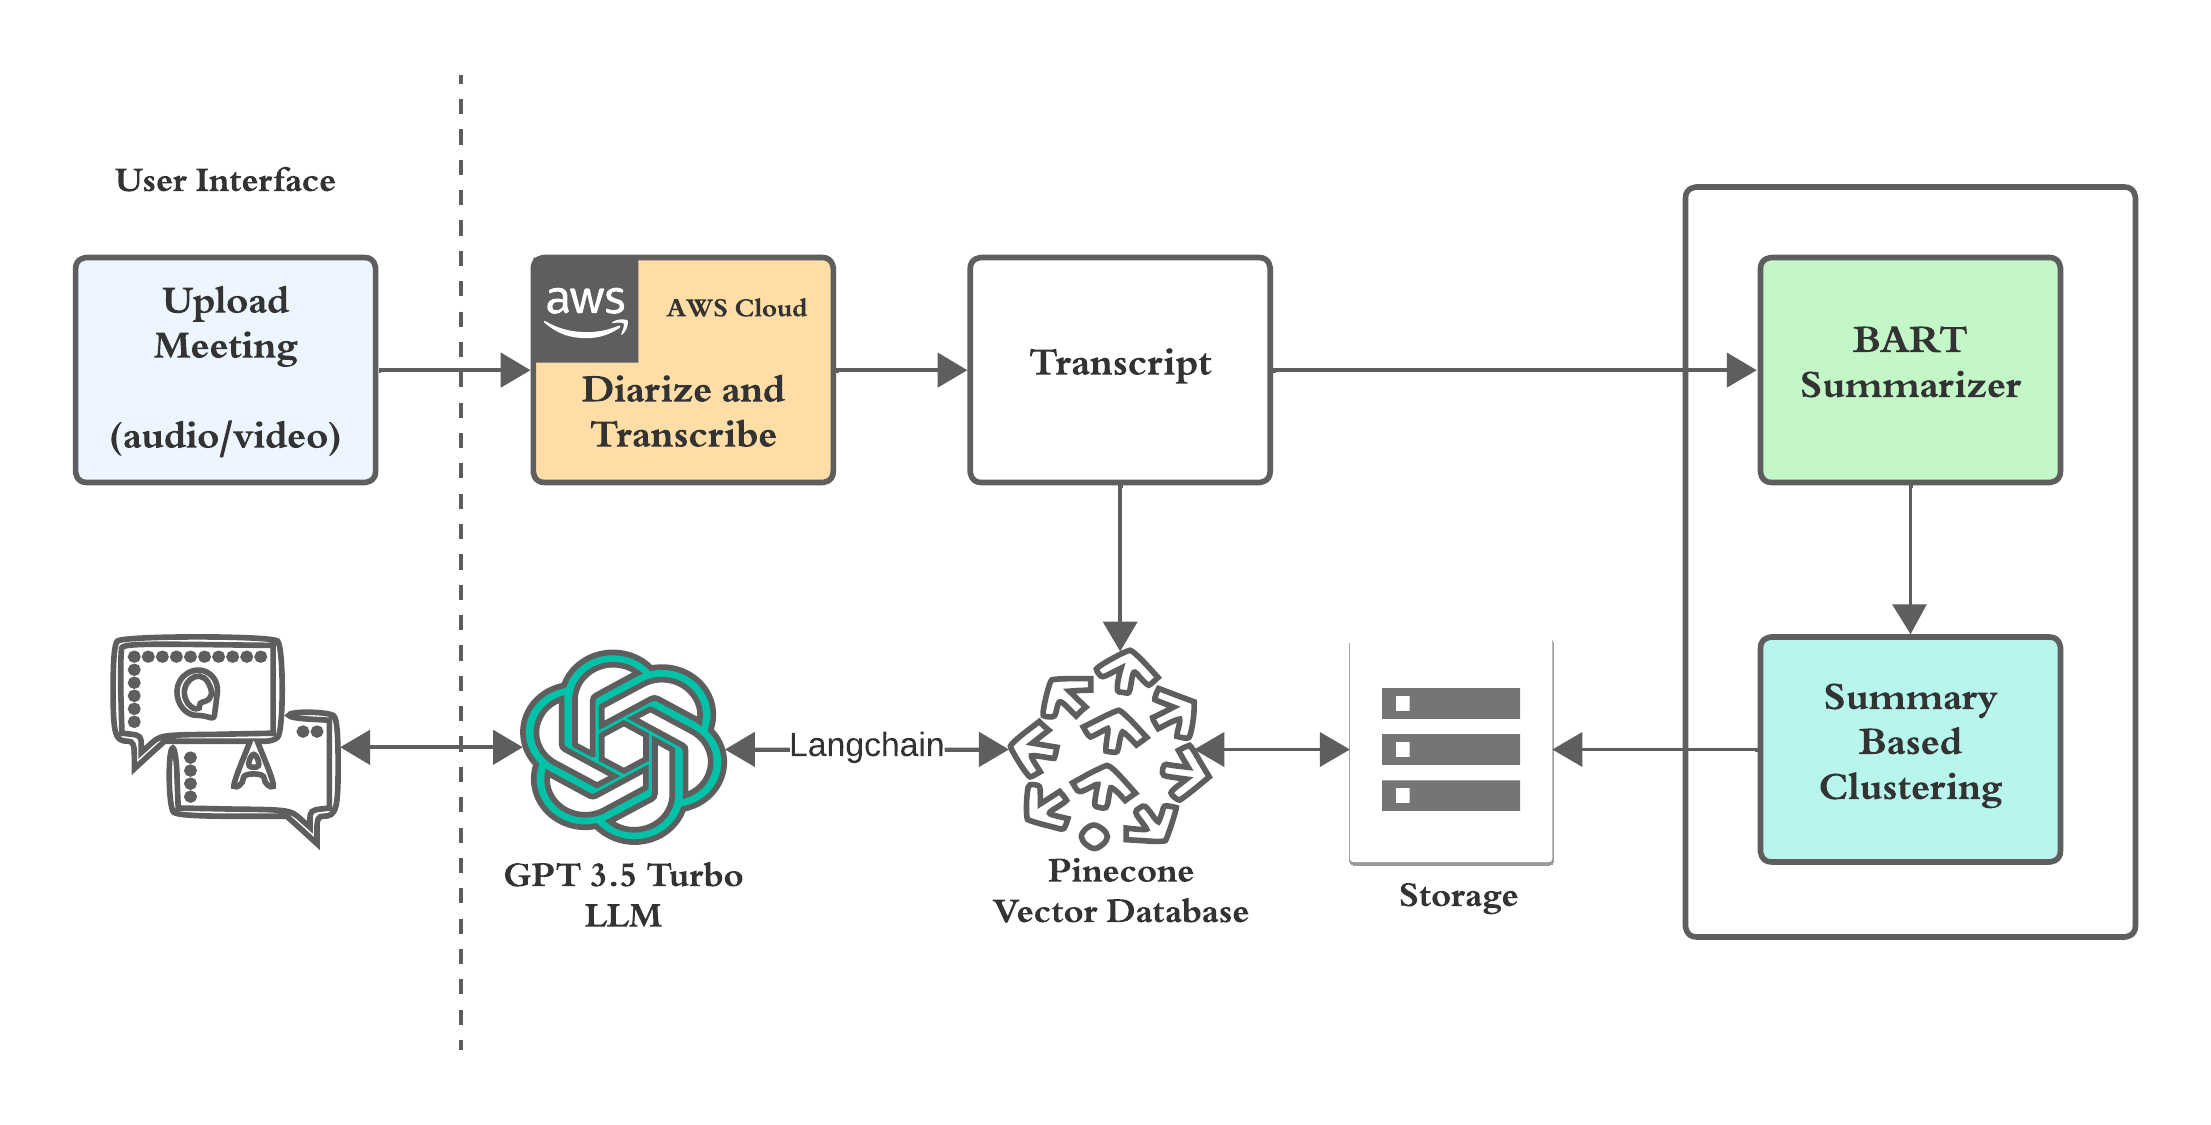 User Interface
Upload
Meeting
(audio/video)
aws
AWS Cloud
Diarize and
Transcribe
Transcript
BART
Summarizer
Q
A
Langchain
GPT 3.5 Turbo
LLM
Pinecone
Vector Database
Storage
Summary
Based
Clustering